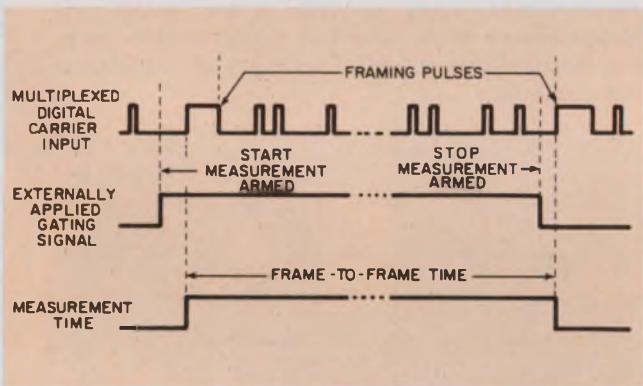 FRAMING PULSES
MULTIPLEXED
DIGITAL
CARRIER
INPUT
START
MEASUREMENT
ARMED
STOP
MEASUREMENT
ARMED
EXTERNALLY
APPLIED
GATING
SIGNAL
FRAME-TO-FRAME TIME
MEASUREMENT
TIME